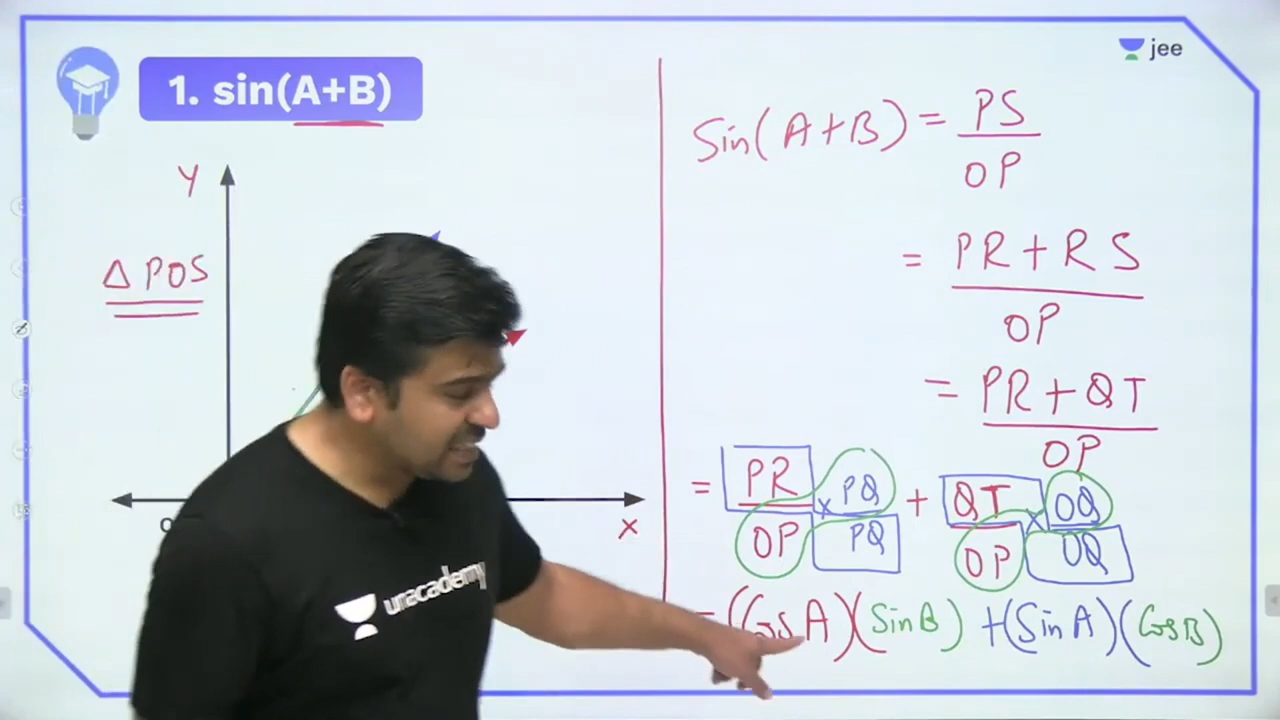 jee
1. sin(A+B)
Sin(A+B) = PS / OP
Y
Δ POS
= PR + RS / OP
= PR + QT / OP
= PR / OP × PQ / PQ + QT / OP × OQ / OQ
X
unacademy
= (Cos A)(Sin B) + (Sin A)(Cos B)